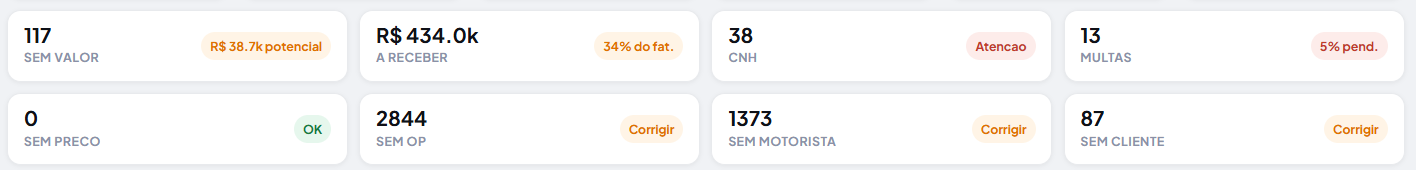 117
SEM VALOR
R$ 38.7k potencial
R$ 434.0k
A RECEBER
34% do fat.
38
CNH
Atencao
13
MULTAS
5% pend.
0
SEM PRECO
OK
2844
SEM OP
Corrigir
1373
SEM MOTORISTA
Corrigir
87
SEM CLIENTE
Corrigir